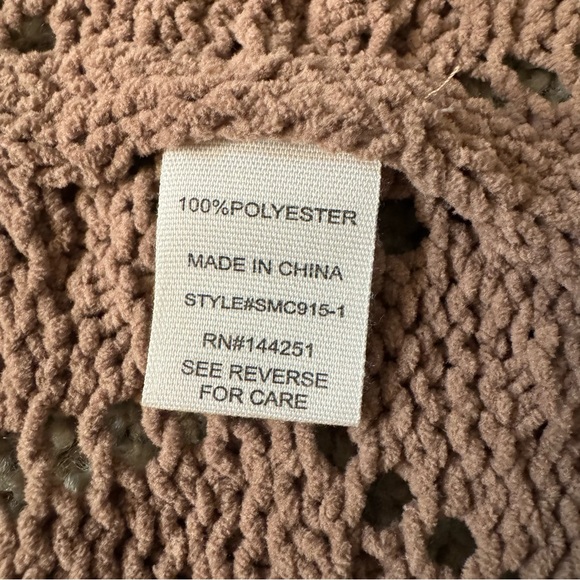 100%POLYESTER
MADE IN CHINA
STYLE#SMC915-1
RN#144251
SEE REVERSE
FOR CARE